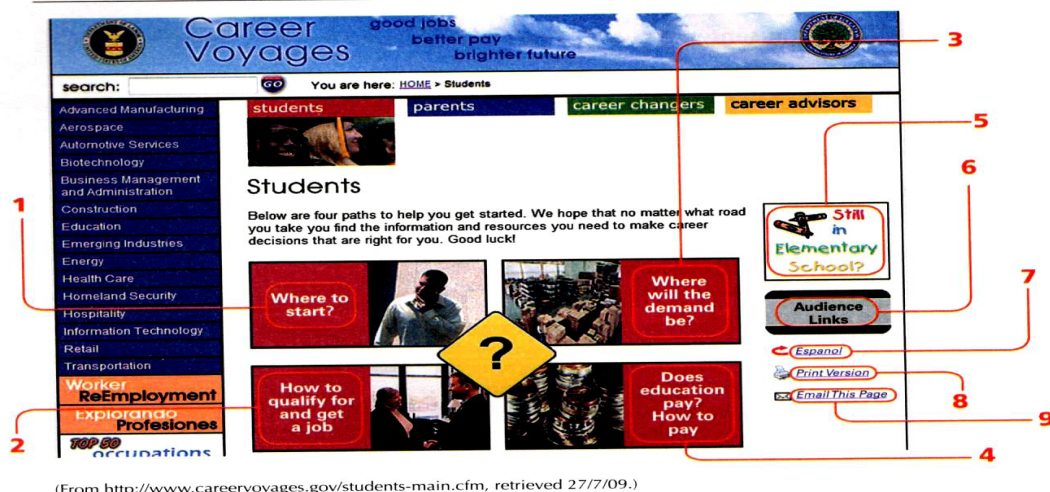 Career
Voyages
good jobs
better pay
brighter future
search:
GO
You are here: HOME > Students
Advanced Manufacturing
Aerospace
Automotive Services
Biotechnology
Business Management
and Administration
Construction
Education
Emerging Industries
Energy
Health Care
Homeland Security
Hospitality
Information Technology
Retail
Transportation
Worker
ReEmployment
Explorando
Profesiones
TOP 50
occupations
students
parents
career changers
career advisors
Students
Below are four paths to help you get started. We hope that no matter what road
you take you find the information and resources you need to make career
decisions that are right for you. Good luck!
1
Where to
start?
3
Where
will the
demand
be?
?
2
How to
qualify for
and get
a job
4
Does
education
pay?
How to
pay
5
Still
in
Elementary
School?
6
Audience
Links
7
Espanol
8
Print Version
9
Email This Page
(From http://www.careervoyages.gov/students-main.cfm, retrieved 27/7/09.)